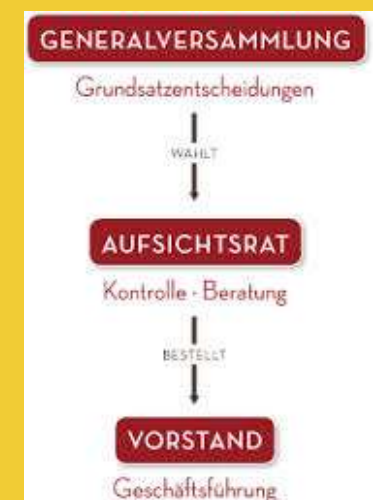 GENERALVERSAMMLUNG
Grundsatzentscheidungen
WÄHLT
AUFSICHTSRAT
Kontrolle - Beratung
BESTELLT
VORSTAND
Geschäftsführung